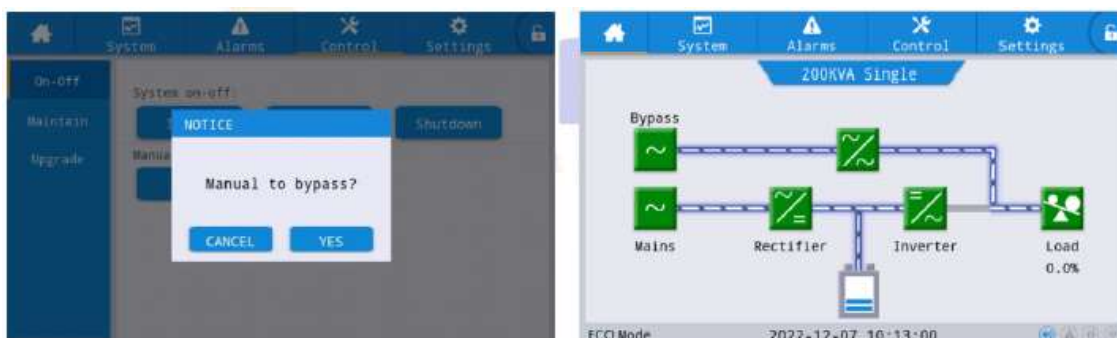 System Alarms Control Settings
On-Off
Maintain
Upgrade
System on-off:
Shutdown
NOTICE
Manual to bypass?
CANCEL YES
System Alarms Control Settings
200KVA Single
Bypass
Mains Rectifier Inverter Load
0.0%
ECO Mode 2022-12-07 16:13:00